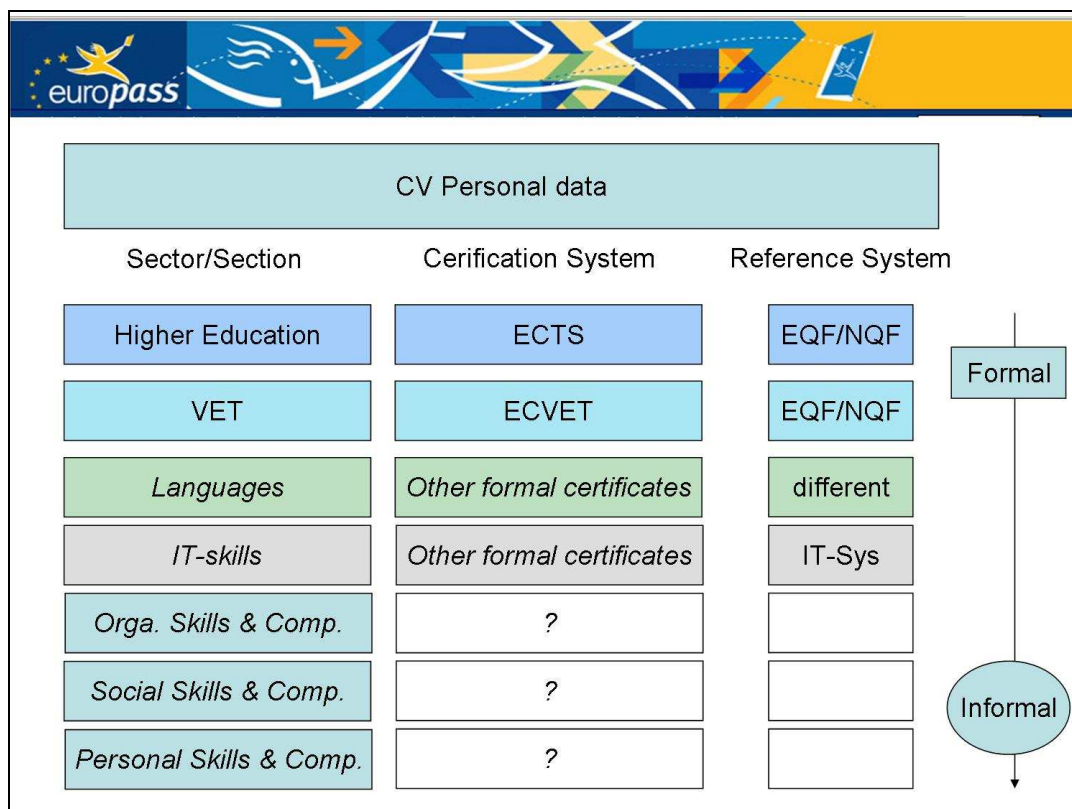 europass
CV Personal data
Sector/Section Cerification System Reference System
Higher Education ECTS EQF/NQF
Formal
VET ECVET EQF/NQF
Languages Other formal certificates different
IT-skills Other formal certificates IT-Sys
Orga. Skills & Comp. ?
Social Skills & Comp. ?
Informal
Personal Skills & Comp. ?